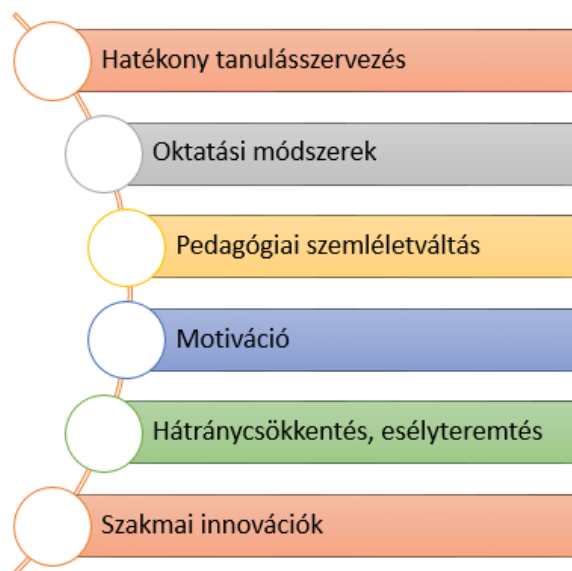 Hatékony tanulásszervezés
Oktatási módszerek
Pedagógiai szemléletváltás
Motiváció
Hátránycsökkentés, esélyteremtés
Szakmai innovációk